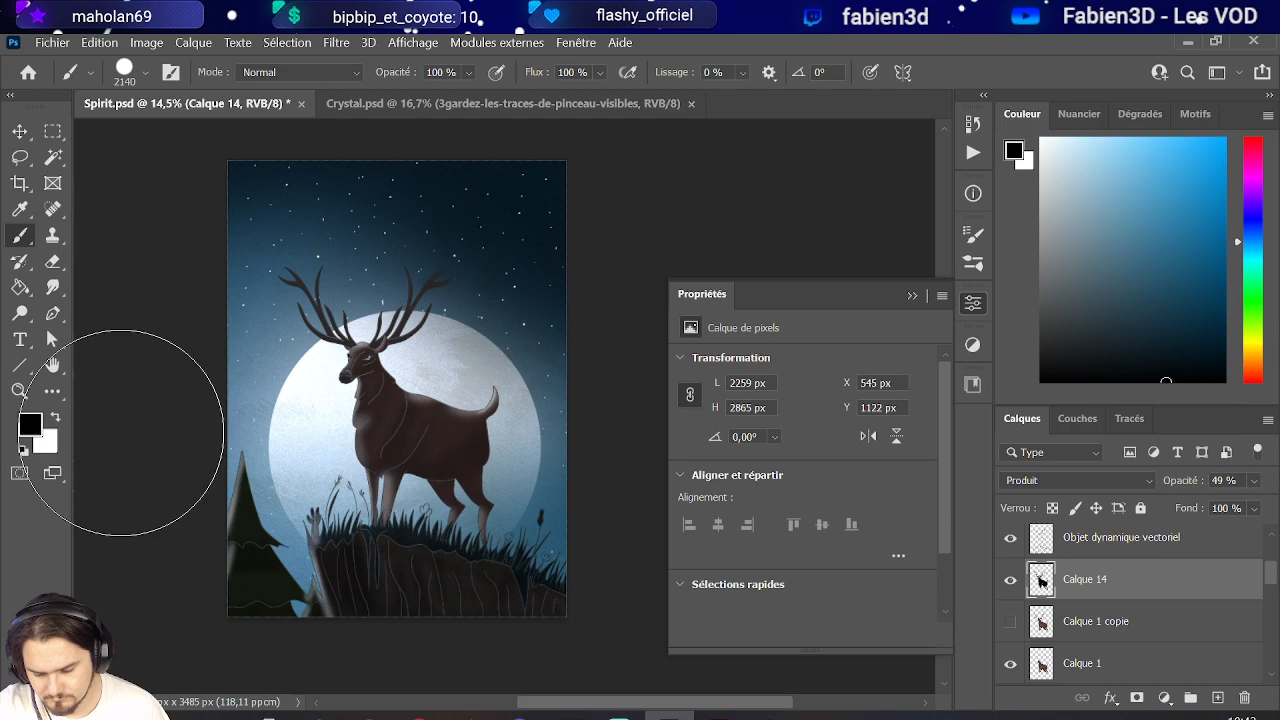 maholan69
bipbip_et_coyote: 10
flashy_officiel
fabien3d
Fabien3D - Les VOD
Ps
Fichier Edition Image Calque Texte Sélection Filtre 3D Affichage Modules externes Fenêtre Aide
2140
Mode : Normal
Opacité : 100 %
Flux : 100 %
Lissage : 0 %
0°
Spirit.psd @ 14,5% (Calque 14, RVB/8) *
Crystal.psd @ 16,7% (3gardez-les-traces-de-pinceau-visibles, RVB/8)
Couleur Nuancier Dégradés Motifs
Propriétés
Calque de pixels
Transformation
L 2259 px X 545 px
H 2865 px Y 1122 px
0,00°
Aligner et répartir
Alignement :
Sélections rapides
Calques Couches Tracés
Type
Produit Opacité : 49 %
Verrou : Fond : 100 %
Objet dynamique vectoriel
Calque 14
Calque 1 copie
Calque 1
px x 3485 px (118,11 ppcm)